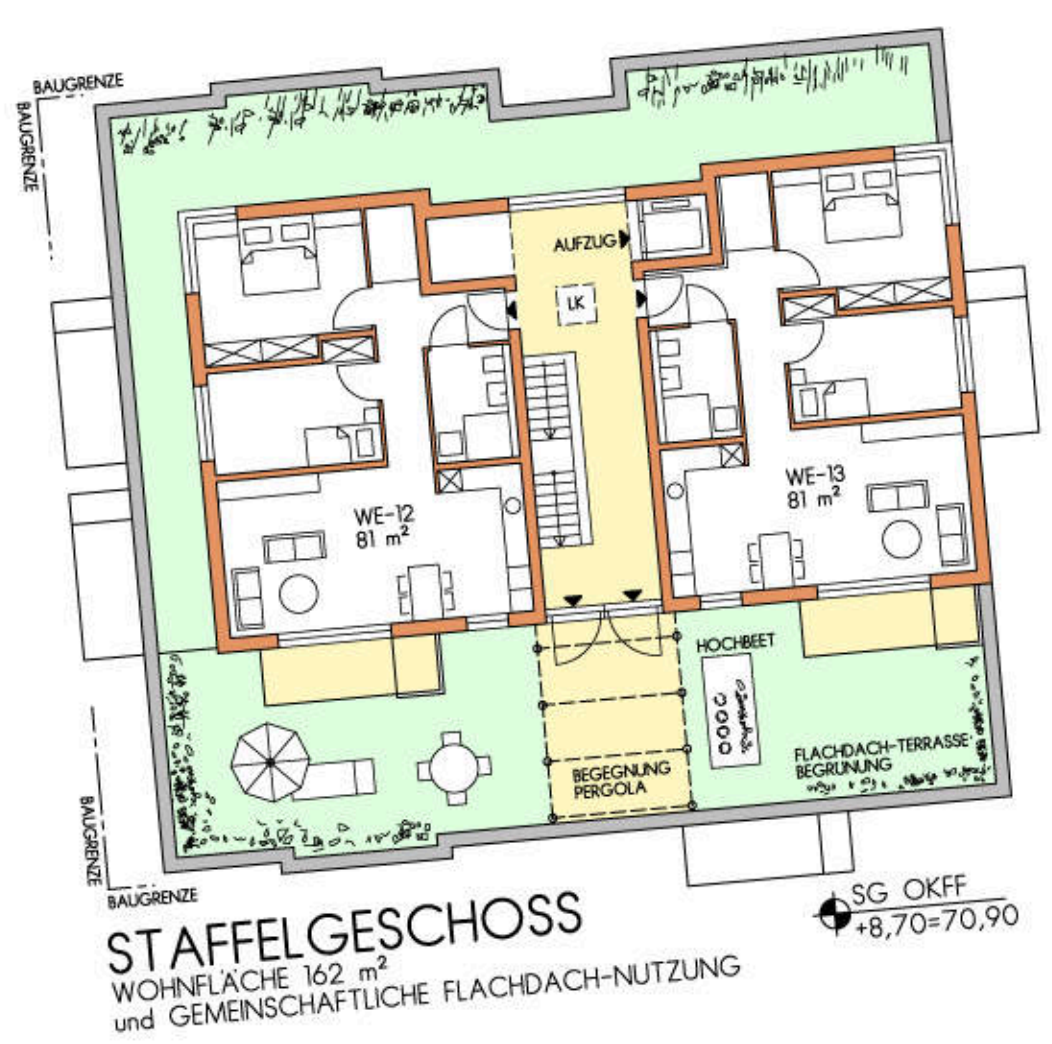 BAUGRENZE
BAUGRENZE
AUFZUG
LK
WE-12
81 m²
WE-13
81 m²
HOCHBEET
FLACHDACH-TERRASSE
BEGRÜNUNG
BEGEGNUNG
PERGOLA
BAUGRENZE
BAUGRENZE
STAFFELGESCHOSS
WOHNFLÄCHE 162 m²
und GEMEINSCHAFTLICHE FLACHDACH-NUTZUNG
SG OKFF
+8,70=70,90